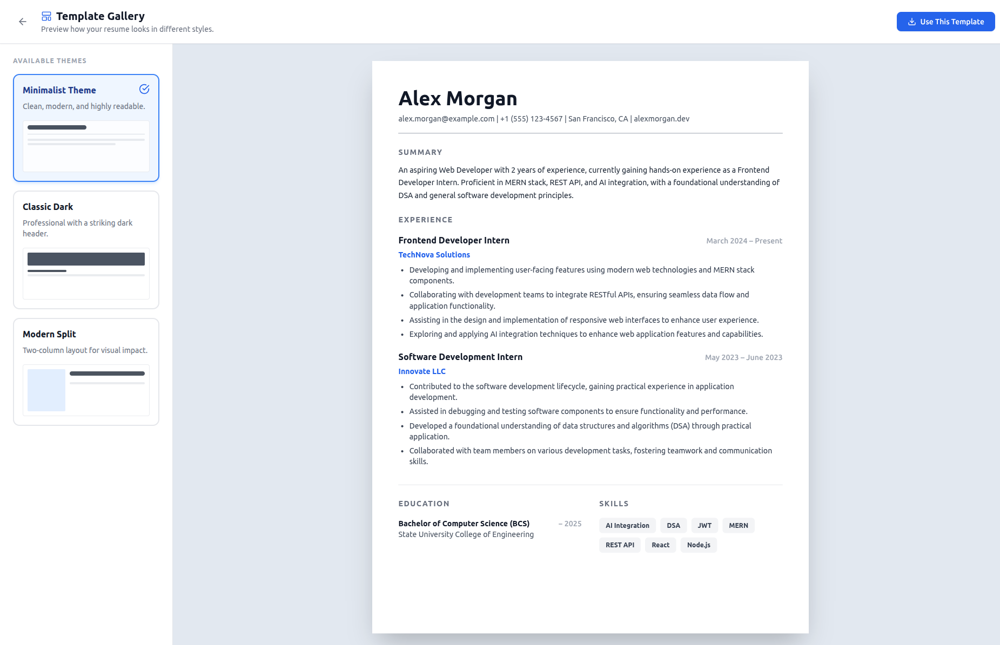 Template Gallery
Preview how your resume looks in different styles.
Use This Template
AVAILABLE THEMES
Minimalist Theme
Clean, modern, and highly readable.
Classic Dark
Professional with a striking dark
header.
Modern Split
Two-column layout for visual impact.
Alex Morgan
alex.morgan@example.com | +1 (555) 123-4567 | San Francisco, CA | alexmorgan.dev
SUMMARY
An aspiring Web Developer with 2 years of experience, currently gaining hands-on experience as a Frontend
Developer Intern. Proficient in MERN stack, REST API, and AI integration, with a foundational understanding of
DSA and general software development principles.
EXPERIENCE
Frontend Developer Intern March 2024 – Present
TechNova Solutions
• Developing and implementing user-facing features using modern web technologies and MERN stack
components.
• Collaborating with development teams to integrate RESTful APIs, ensuring seamless data flow and
application functionality.
• Assisting in the design and implementation of responsive web interfaces to enhance user experience.
• Exploring and applying AI integration techniques to enhance web application features and capabilities.
Software Development Intern May 2023 – June 2023
Innovate LLC
• Contributed to the software development lifecycle, gaining practical experience in application
development.
• Assisted in debugging and testing software components to ensure functionality and performance.
• Developed a foundational understanding of data structures and algorithms (DSA) through practical
application.
• Collaborated with team members on various development tasks, fostering teamwork and communication
skills.
EDUCATION
Bachelor of Computer Science (BCS) – 2025
State University College of Engineering
SKILLS
AI Integration DSA JWT MERN
REST API React Node.js